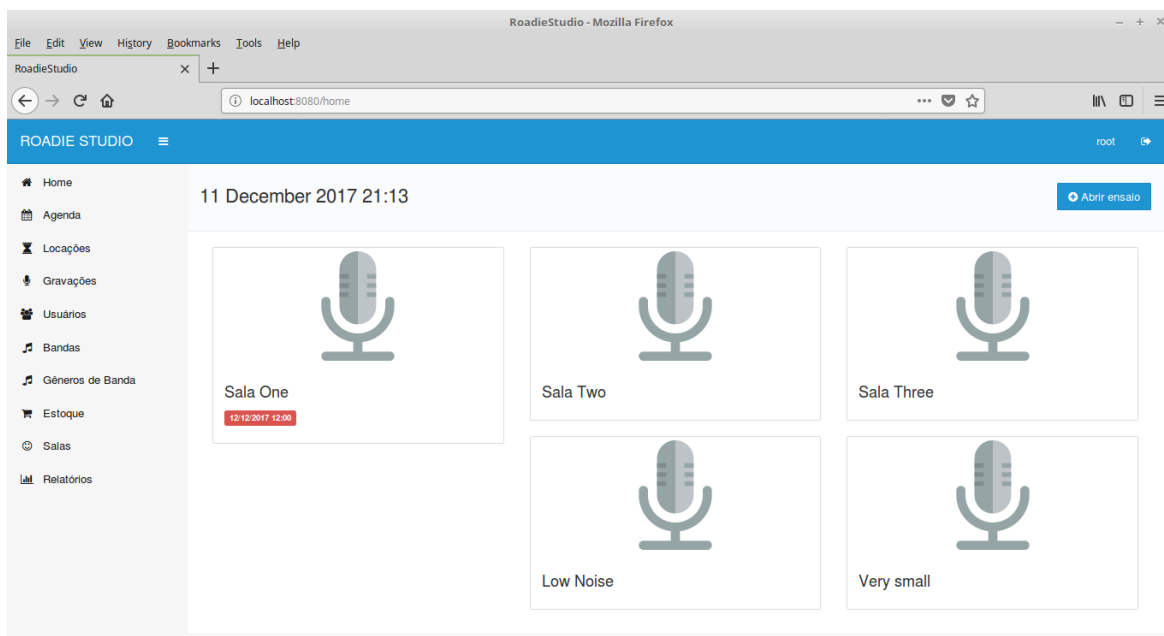 RoadieStudio - Mozilla Firefox
File Edit View History Bookmarks Tools Help
RoadieStudio
localhost:8080/home
ROADIE STUDIO root
Home
Agenda
Locações
Gravações
Usuários
Bandas
Gêneros de Banda
Estoque
Salas
Relatórios
11 December 2017 21:13 Abrir ensaio
Sala One
12/12/2017 12:00
Sala Two
Sala Three
Low Noise
Very small